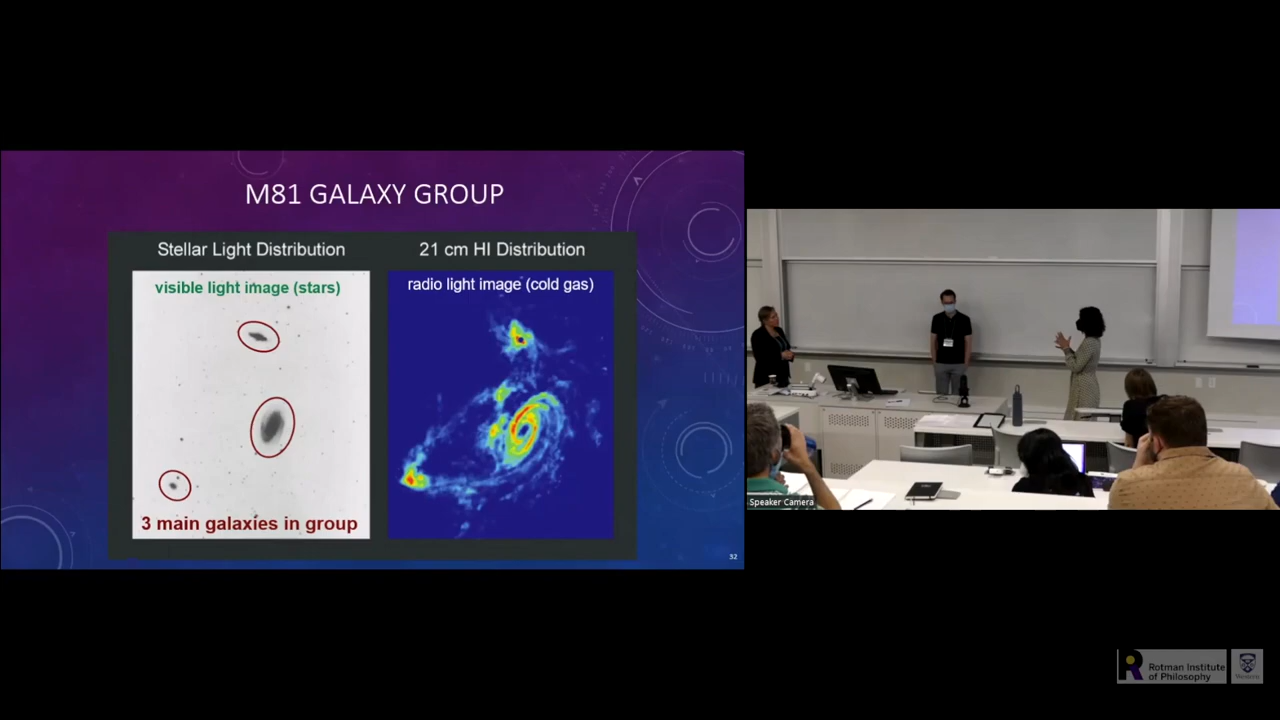 M81 GALAXY GROUP
Stellar Light Distribution
21 cm HI Distribution
visible light image (stars)
radio light image (cold gas)
3 main galaxies in group
32
Speaker Camera
Rotman Institute
of Philosophy
Western